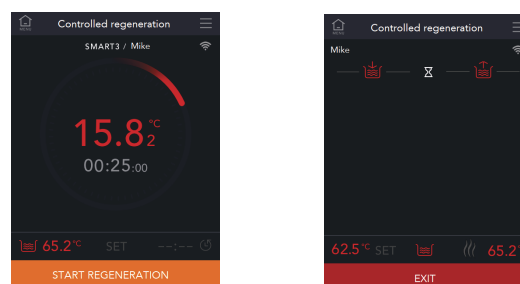 Controlled regeneration
MENU
SMART3 / Mike
15.8 °C
2
00:25:00
65.2°C SET --:--
START REGENERATION
Controlled regeneration
MENU
Mike
62.5°C SET 65.2°
EXIT